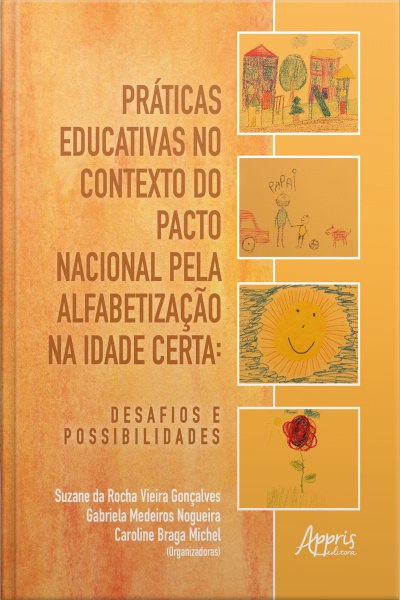 PRÁTICAS
EDUCATIVAS NO
CONTEXTO DO
PACTO
NACIONAL PELA
ALFABETIZAÇÃO
NA IDADE CERTA:
DESAFIOS E
POSSIBILIDADES
Suzane da Rocha Vieira Gonçalves
Gabriela Medeiros Nogueira
Caroline Braga Michel
(Organizadoras)
PAPAI
Appris
editora